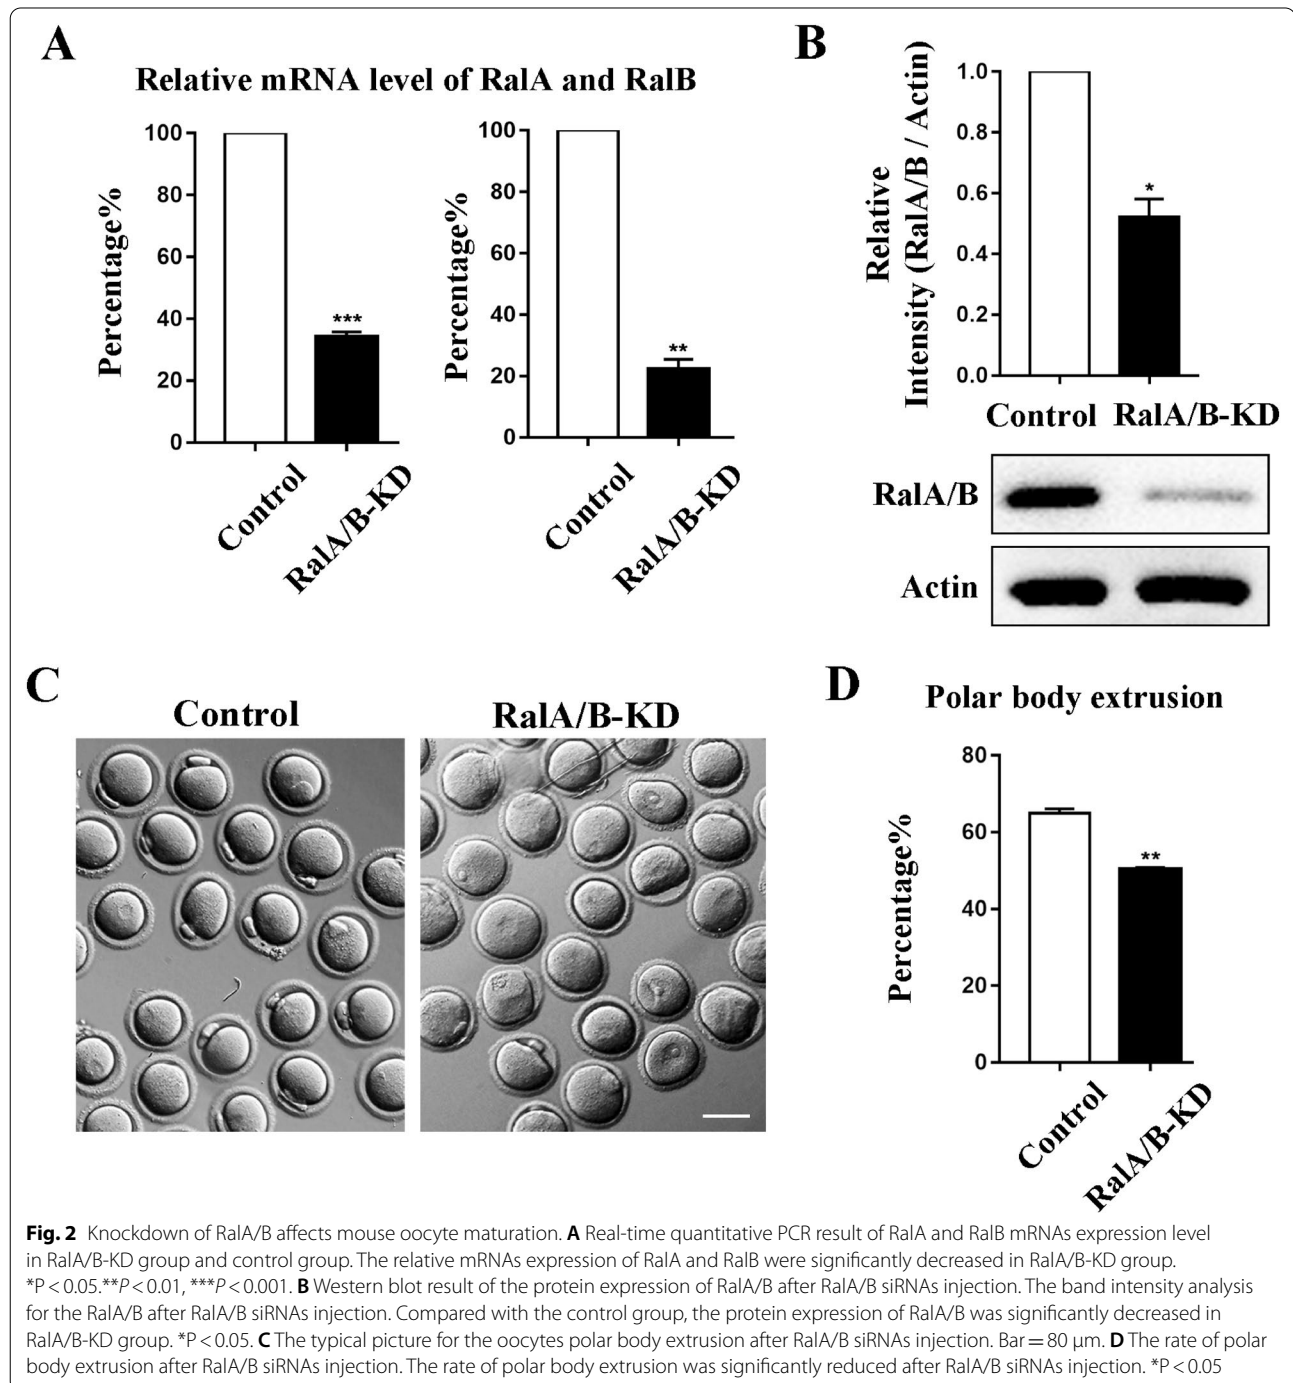 A
Relative mRNA level of RalA and RalB
Percentage%
100
80
60
40
20
0
***
Control
RalA/B-KD
Percentage%
100
80
60
40
20
0
**
Control
RalA/B-KD
B
Relative
Intensity (RalA/B / Actin)
1.0
0.8
0.6
0.4
0.2
0.0
*
Control RalA/B-KD
RalA/B
Actin
C
Control
RalA/B-KD
D
Polar body extrusion
Percentage%
80
60
40
20
0
**
Control
RalA/B-KD
Fig. 2 Knockdown of RalA/B affects mouse oocyte maturation. A Real-time quantitative PCR result of RalA and RalB mRNAs expression level
in RalA/B-KD group and control group. The relative mRNAs expression of RalA and RalB were significantly decreased in RalA/B-KD group.
*P < 0.05.**P < 0.01, ***P < 0.001. B Western blot result of the protein expression of RalA/B after RalA/B siRNAs injection. The band intensity analysis
for the RalA/B after RalA/B siRNAs injection. Compared with the control group, the protein expression of RalA/B was significantly decreased in
RalA/B-KD group. *P < 0.05. C The typical picture for the oocytes polar body extrusion after RalA/B siRNAs injection. Bar = 80 μm. D The rate of polar
body extrusion after RalA/B siRNAs injection. The rate of polar body extrusion was significantly reduced after RalA/B siRNAs injection. *P < 0.05